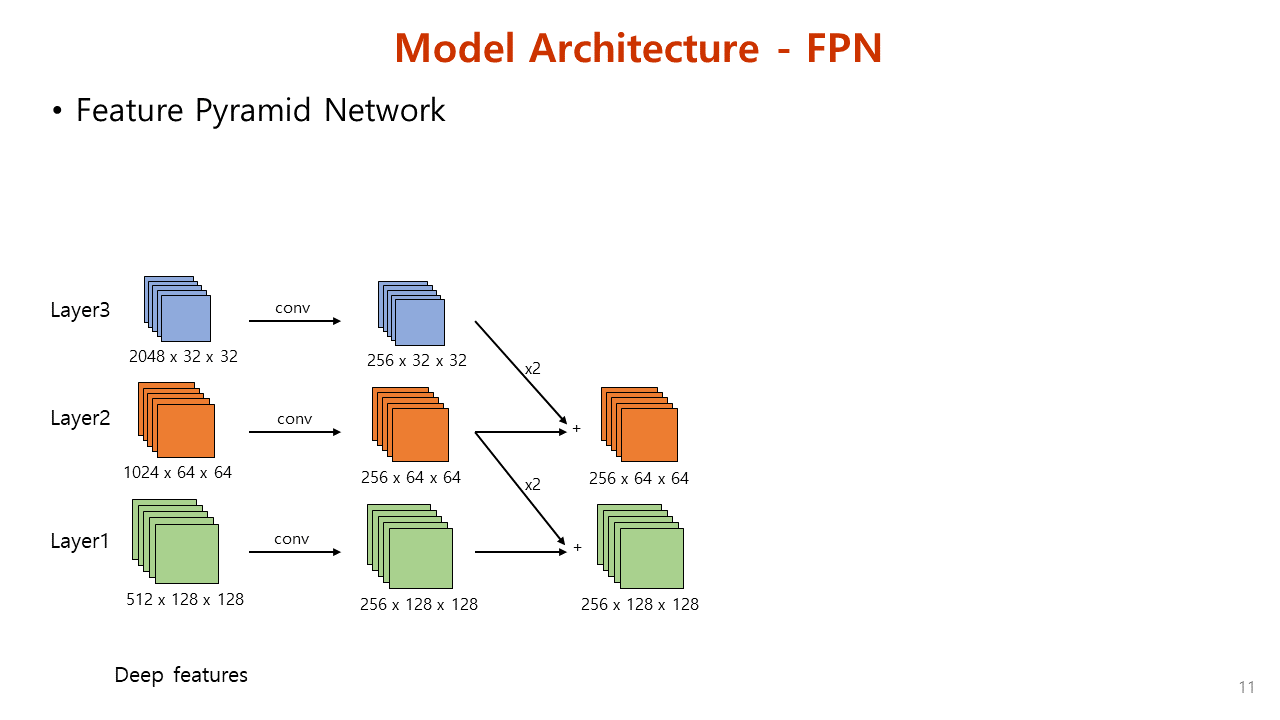 Model Architecture - FPN
• Feature Pyramid Network
Layer3
conv
2048 x 32 x 32
256 x 32 x 32
x2
Layer2
conv
+
1024 x 64 x 64
256 x 64 x 64
256 x 64 x 64
x2
Layer1
conv
+
512 x 128 x 128
256 x 128 x 128
256 x 128 x 128
Deep features
11